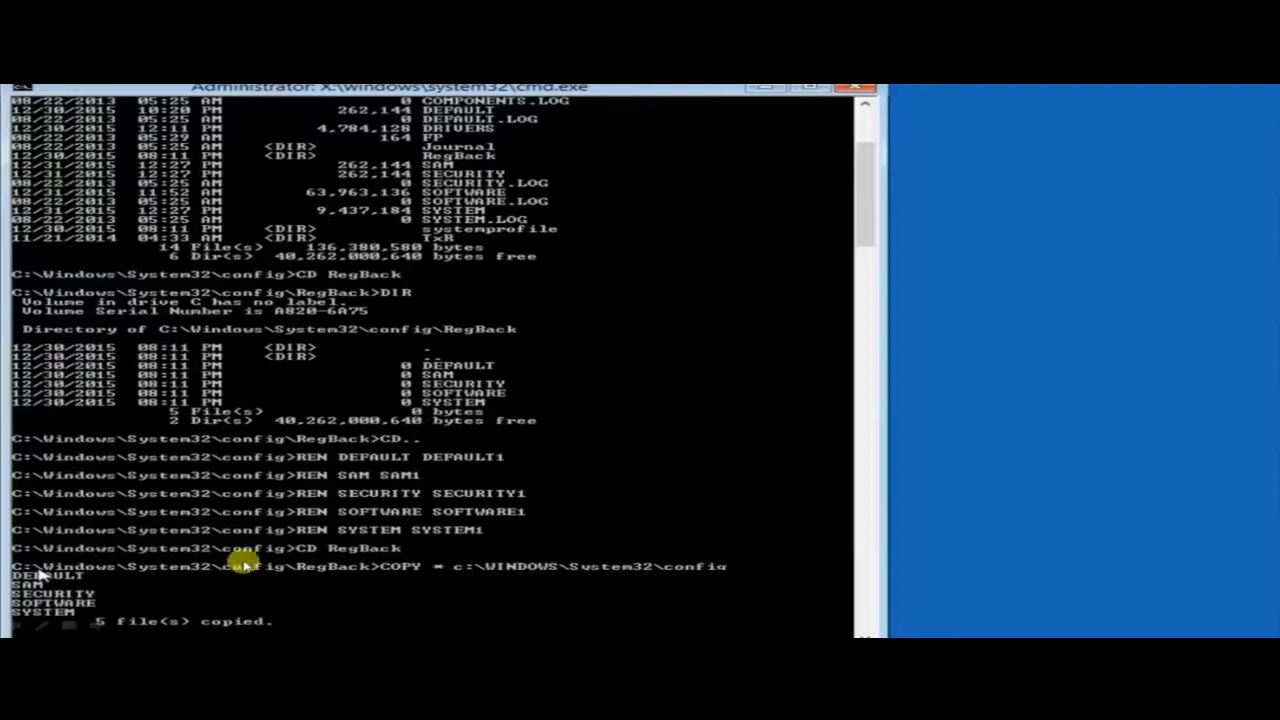 Administrator: X:\windows\system32\cmd.exe
08/22/2013 05:25 AM 0 COMPONENTS.LOG
12/30/2015 10:20 PM 262,144 DEFAULT
08/22/2013 05:25 AM 0 DEFAULT.LOG
12/30/2015 12:11 PM 4,784,128 DRIVERS
08/22/2013 05:29 AM 164 FP
08/22/2013 05:25 AM <DIR> Journal
12/30/2015 08:11 PM <DIR> RegBack
12/31/2015 12:27 PM 262,144 SAM
12/31/2015 12:27 PM 262,144 SECURITY
08/22/2013 05:25 AM 0 SECURITY.LOG
12/31/2015 11:52 AM 63,963,136 SOFTWARE
08/22/2013 05:25 AM 0 SOFTWARE.LOG
12/31/2015 12:27 PM 9,437,184 SYSTEM
08/22/2013 05:25 AM 0 SYSTEM.LOG
12/30/2015 08:11 PM <DIR> systemprofile
11/21/2014 04:33 AM <DIR> TxR
14 File(s) 136,380,580 bytes
6 Dir(s) 40,262,000,640 bytes free
C:\Windows\System32\config>CD RegBack
C:\Windows\System32\config\RegBack>DIR
Volume in drive C has no label.
Volume Serial Number is A820-6A75
Directory of C:\Windows\System32\config\RegBack
12/30/2015 08:11 PM <DIR> .
12/30/2015 08:11 PM <DIR> ..
12/30/2015 08:11 PM 0 DEFAULT
12/30/2015 08:11 PM 0 SAM
12/30/2015 08:11 PM 0 SECURITY
12/30/2015 08:11 PM 0 SOFTWARE
12/30/2015 08:11 PM 0 SYSTEM
5 File(s) 0 bytes
2 Dir(s) 40,262,000,640 bytes free
C:\Windows\System32\config\RegBack>CD..
C:\Windows\System32\config>REN DEFAULT DEFAULT1
C:\Windows\System32\config>REN SAM SAM1
C:\Windows\System32\config>REN SECURITY SECURITY1
C:\Windows\System32\config>REN SOFTWARE SOFTWARE1
C:\Windows\System32\config>REN SYSTEM SYSTEM1
C:\Windows\System32\config>CD RegBack
C:\Windows\System32\config\RegBack>COPY * c:\WINDOWS\System32\config
DEFAULT
SAM
SECURITY
SOFTWARE
SYSTEM
5 file(s) copied.